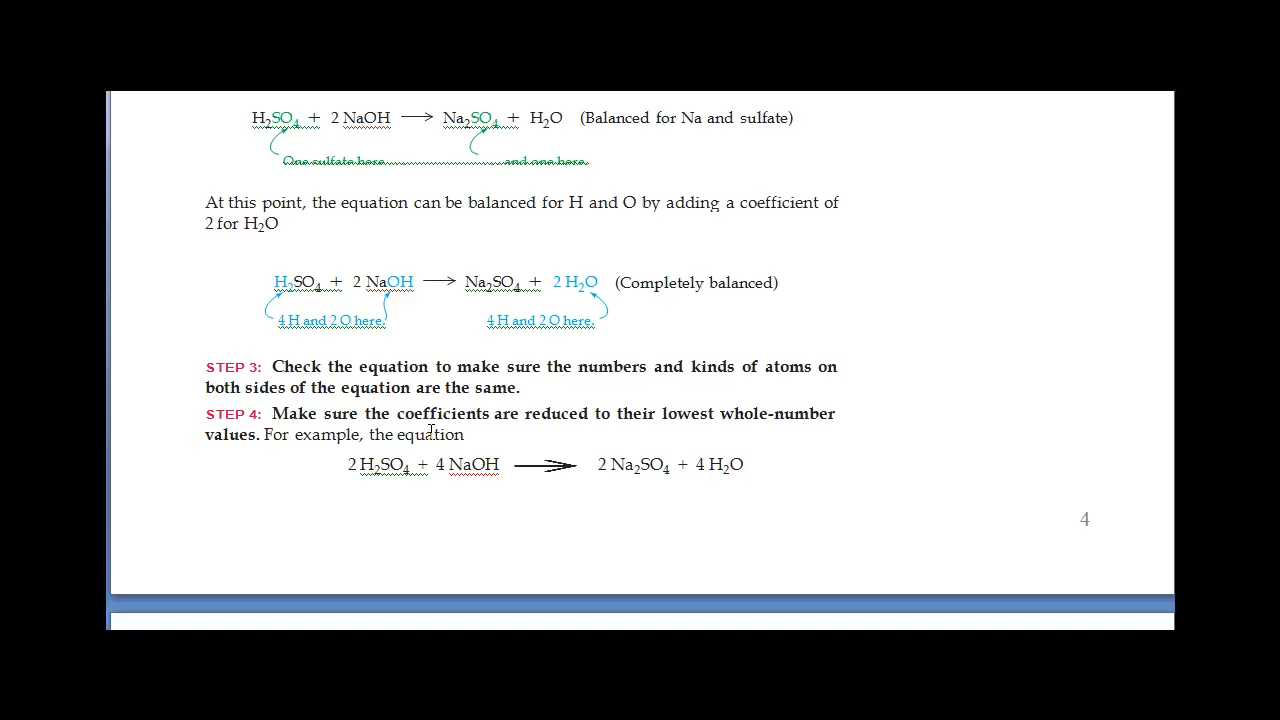 H₂SO₄ + 2 NaOH ⟶ Na₂SO₄ + H₂O (Balanced for Na and sulfate)
One sulfate here and one here.
At this point, the equation can be balanced for H and O by adding a coefficient of
2 for H₂O
H₂SO₄ + 2 NaOH ⟶ Na₂SO₄ + 2 H₂O (Completely balanced)
4 H and 2 O here. 4 H and 2 O here.
STEP 3: Check the equation to make sure the numbers and kinds of atoms on
both sides of the equation are the same.
STEP 4: Make sure the coefficients are reduced to their lowest whole-number
values. For example, the equation
2 H₂SO₄ + 4 NaOH ⟶ 2 Na₂SO₄ + 4 H₂O
4